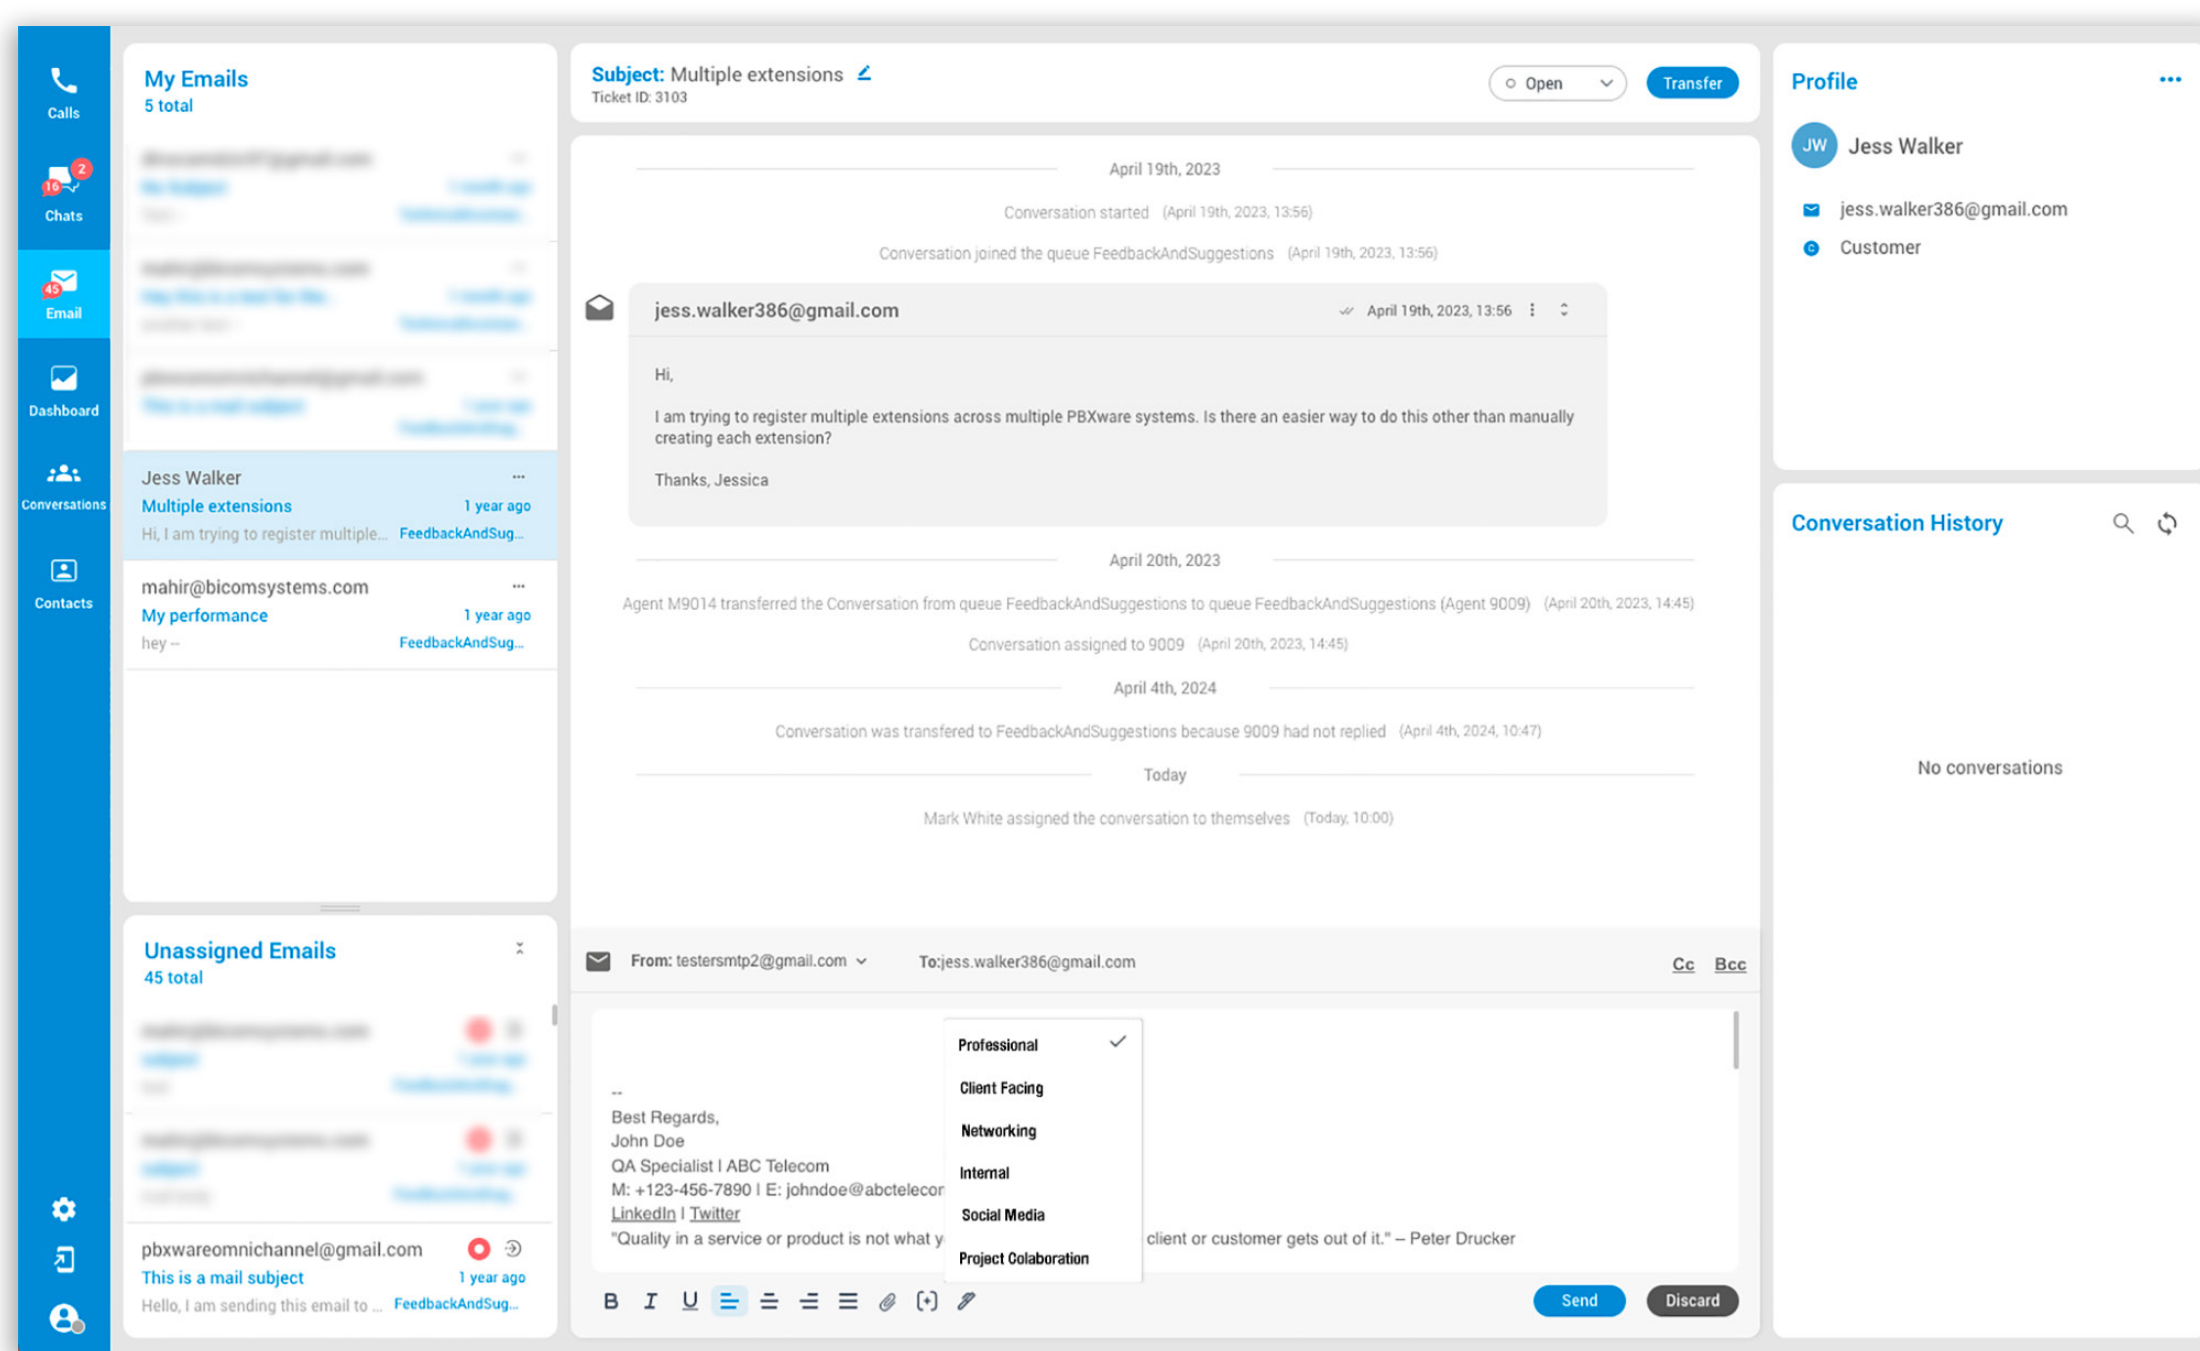 Calls
2
16
Chats
45
Email
Dashboard
Conversations
Contacts
My Emails
5 total
Jess Walker
Multiple extensions 1 year ago
Hi, I am trying to register multiple... FeedbackAndSug...
mahir@bicomsystems.com
My performance 1 year ago
hey -- FeedbackAndSug...
Unassigned Emails
45 total
pbxwareomnichannel@gmail.com
This is a mail subject 1 year ago
Hello, I am sending this email to ... FeedbackAndSug...
Subject: Multiple extensions
Ticket ID: 3103
Open
Transfer
April 19th, 2023
Conversation started (April 19th, 2023, 13:56)
Conversation joined the queue FeedbackAndSuggestions (April 19th, 2023, 13:56)
jess.walker386@gmail.com April 19th, 2023, 13:56
Hi,
I am trying to register multiple extensions across multiple PBXware systems. Is there an easier way to do this other than manually
creating each extension?
Thanks, Jessica
April 20th, 2023
Agent M9014 transferred the Conversation from queue FeedbackAndSuggestions to queue FeedbackAndSuggestions (Agent 9009) (April 20th, 2023, 14:45)
Conversation assigned to 9009 (April 20th, 2023, 14:45)
April 4th, 2024
Conversation was transfered to FeedbackAndSuggestions because 9009 had not replied (April 4th, 2024, 10:47)
Today
Mark White assigned the conversation to themselves (Today, 10:00)
From: testersmtp2@gmail.com To:jess.walker386@gmail.com Cc Bcc
--
Best Regards,
John Doe
QA Specialist | ABC Telecom
M: +123-456-7890 | E: johndoe@abctelecor
LinkedIn | Twitter
"Quality in a service or product is not what y client or customer gets out of it." – Peter Drucker
Professional
Client Facing
Networking
Internal
Social Media
Project Colaboration
B I U
Send
Discard
Profile
JW Jess Walker
jess.walker386@gmail.com
C Customer
Conversation History
No conversations